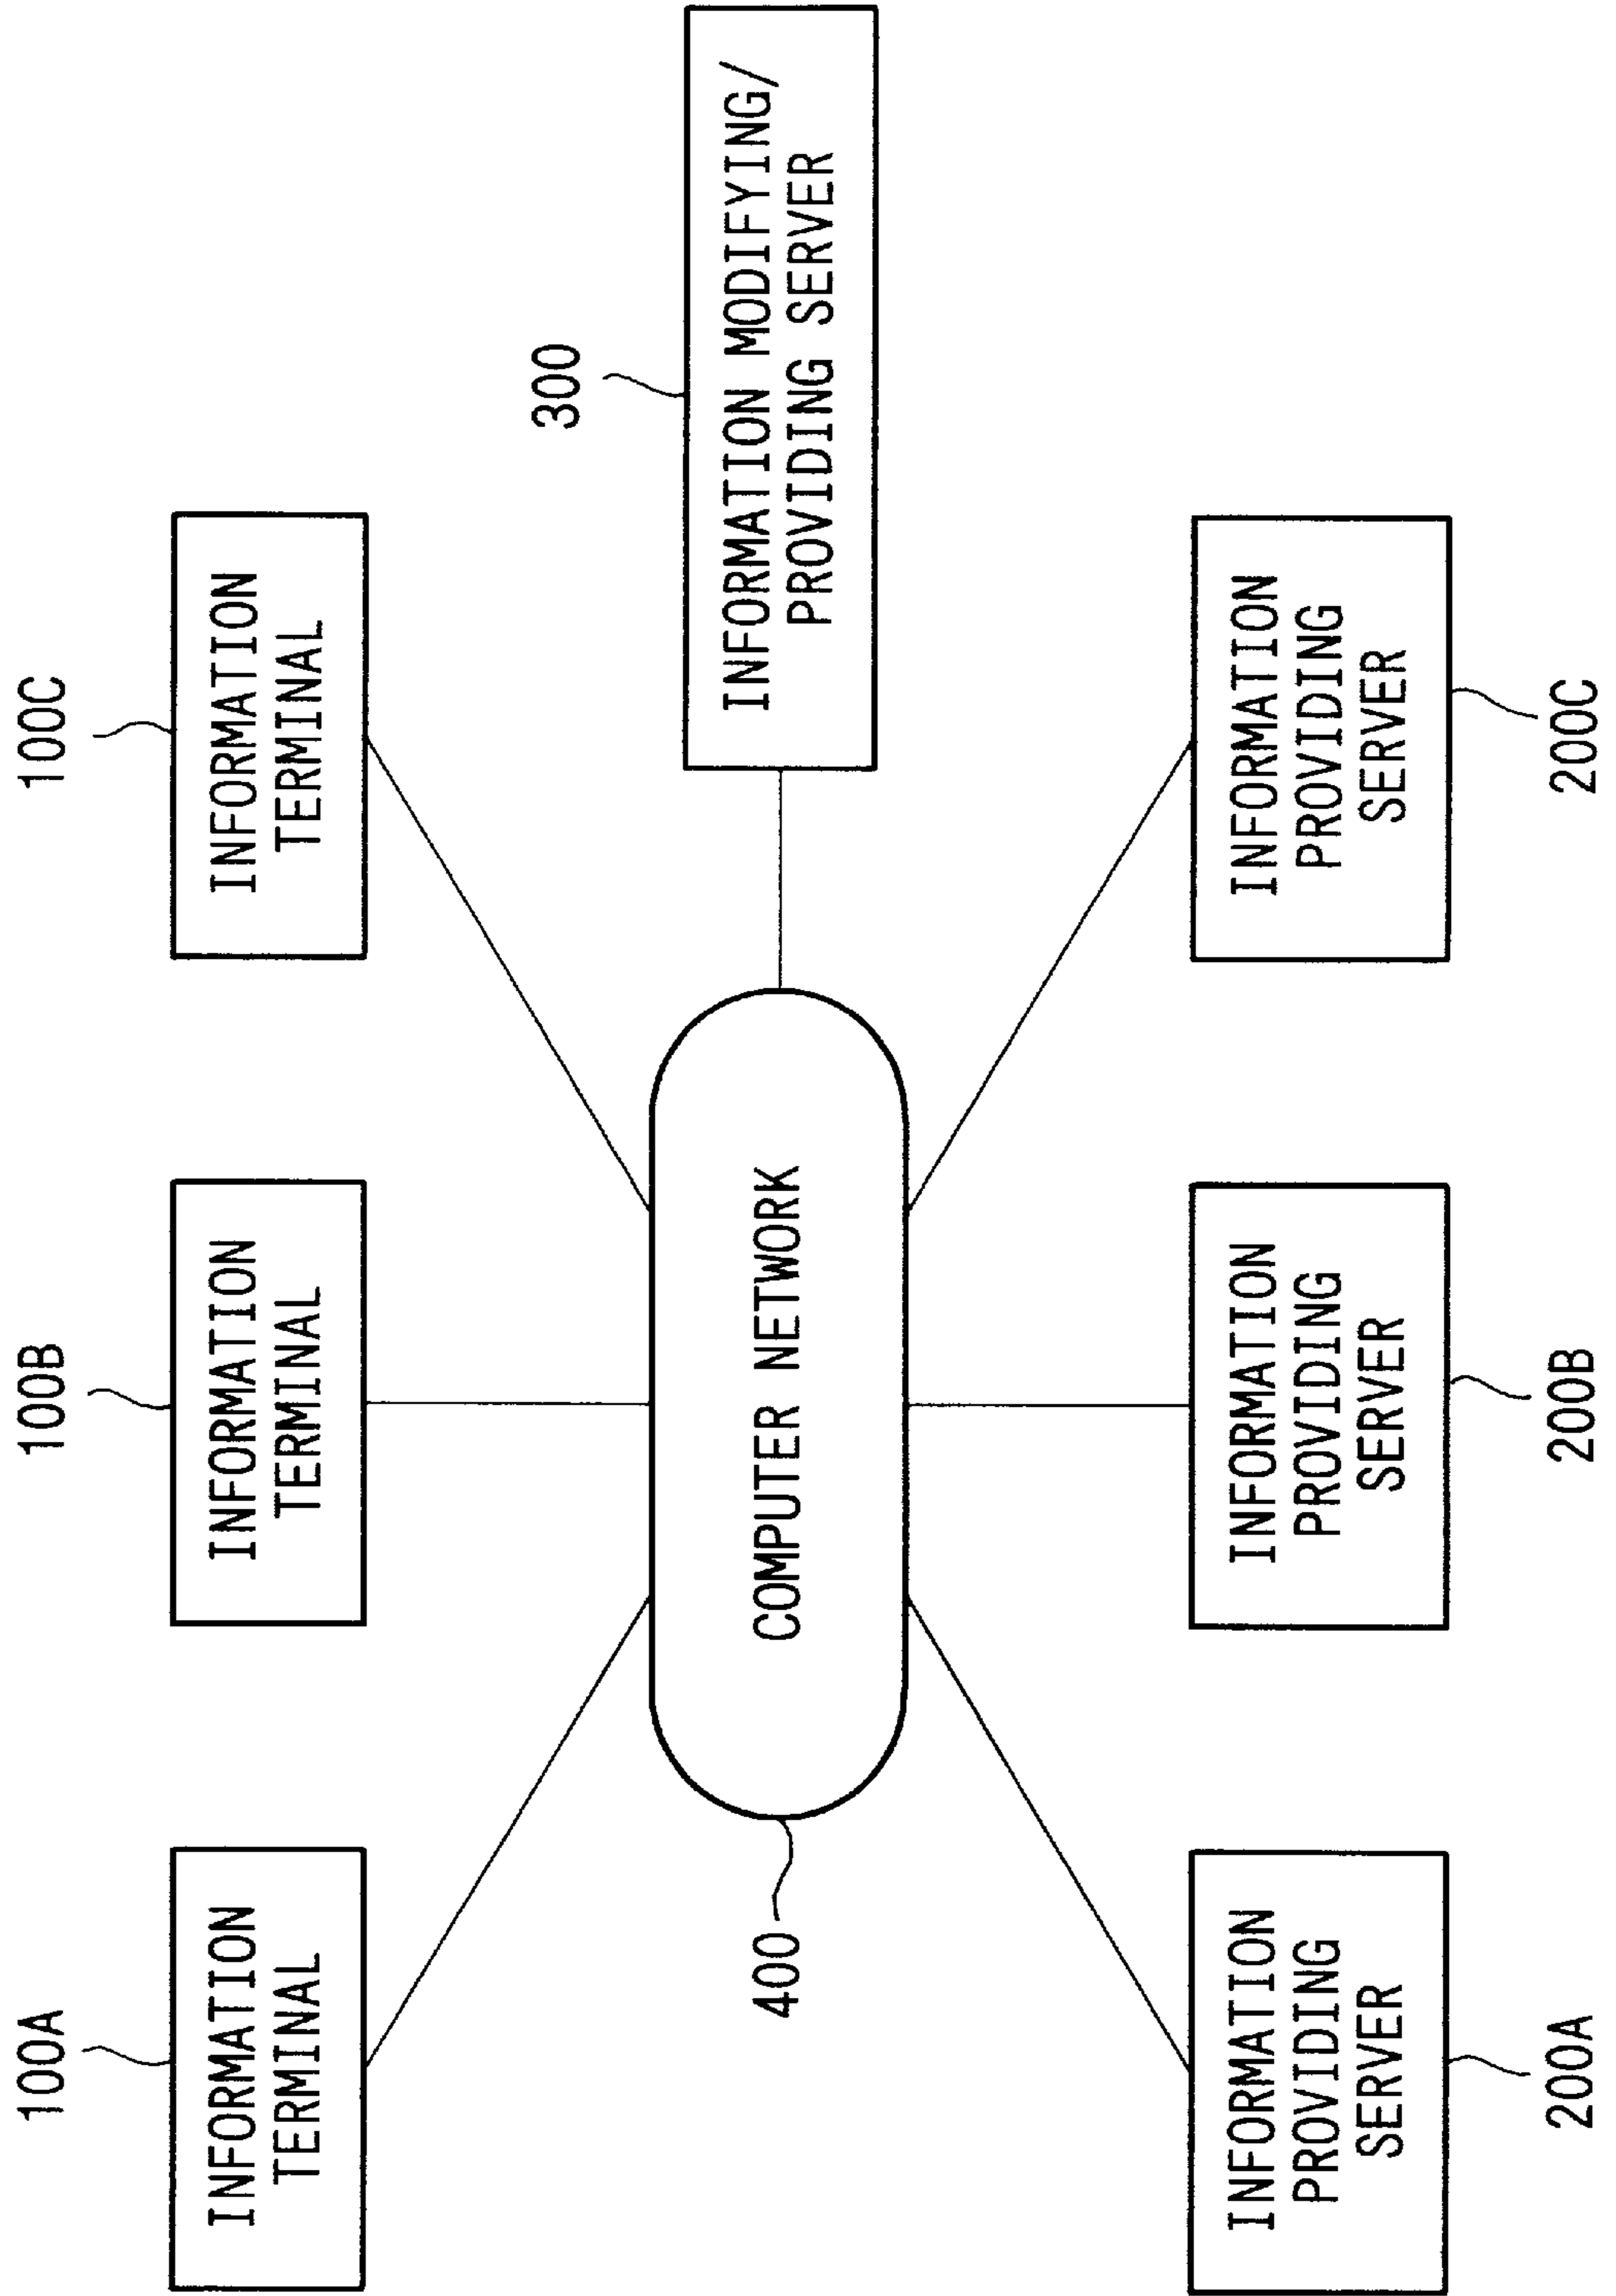 100A
100B
100C
INFORMATION
TERMINAL
INFORMATION
TERMINAL
INFORMATION
TERMINAL
300
400
COMPUTER NETWORK
INFORMATION MODIFYING/
PROVIDING SERVER
INFORMATION
PROVIDING
SERVER
INFORMATION
PROVIDING
SERVER
INFORMATION
PROVIDING
SERVER
200A
200B
200C